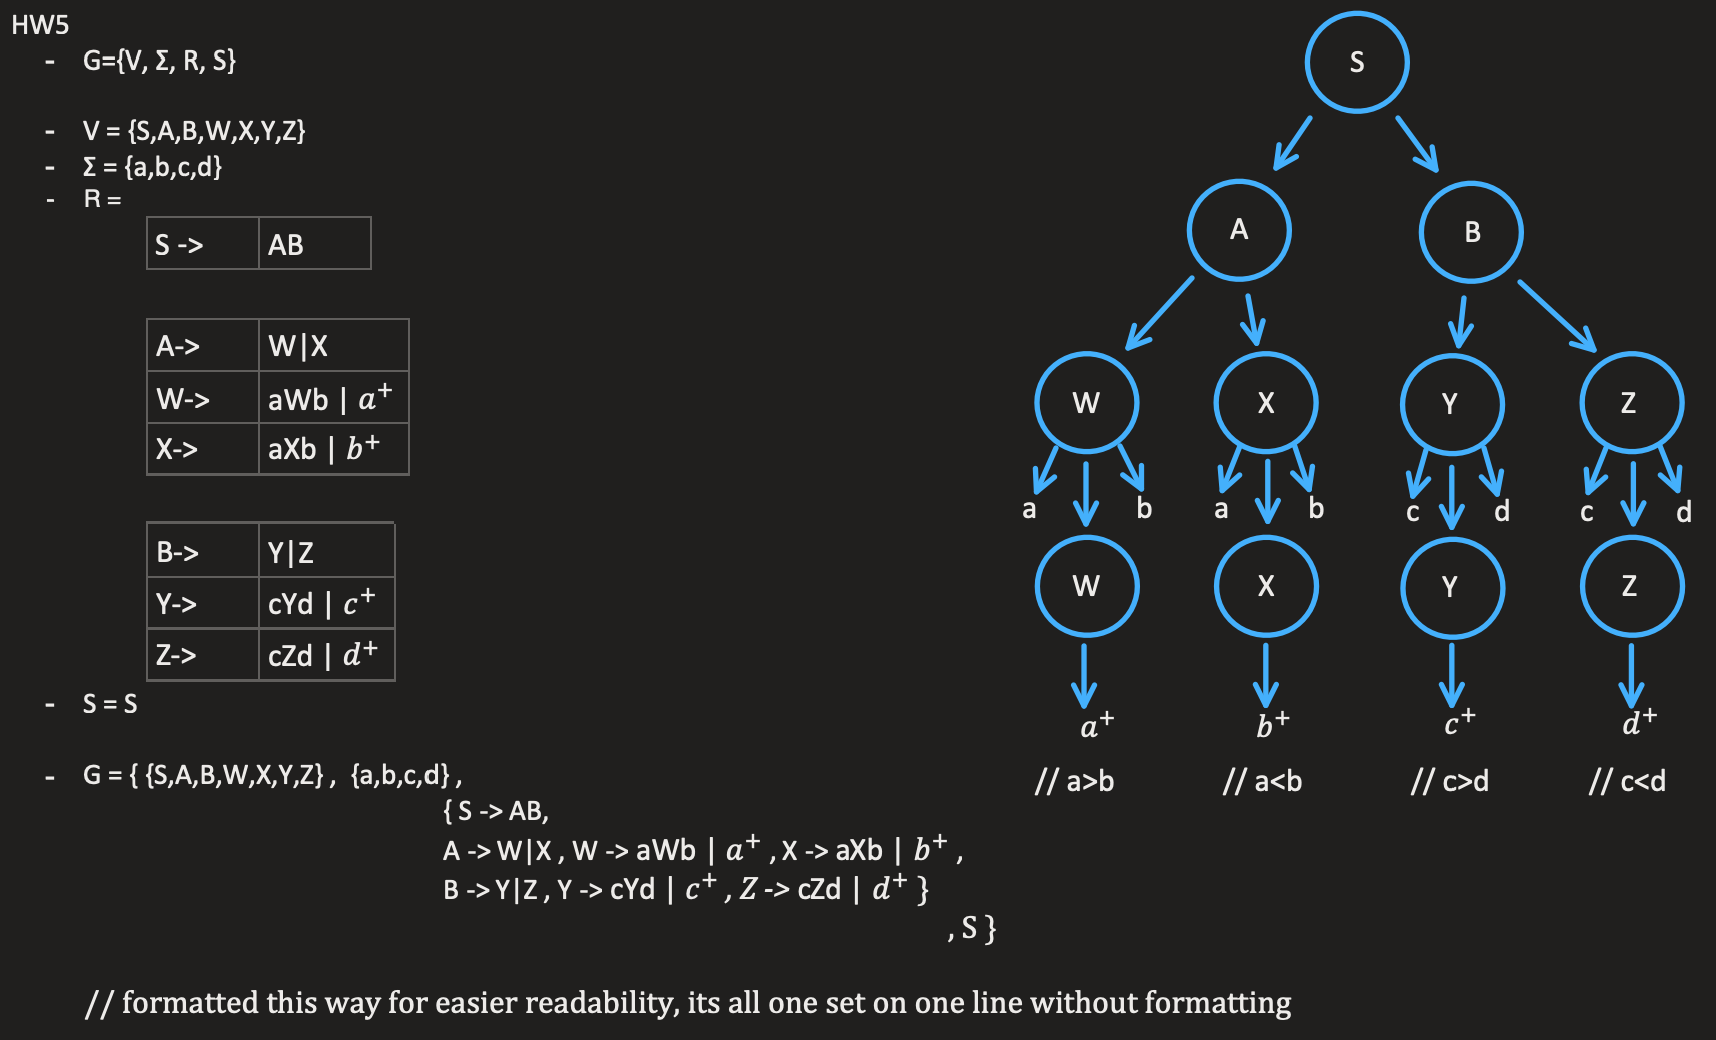 HW5
- G={V, Σ, R, S}
- V = {S,A,B,W,X,Y,Z}
- Σ = {a,b,c,d}
- R =
S -> AB
A-> W|X
W-> aWb | a⁺
X-> aXb | b⁺
B-> Y|Z
Y-> cYd | c⁺
Z-> cZd | d⁺
- S = S
- G = { {S,A,B,W,X,Y,Z} , {a,b,c,d} ,
{ S -> AB,
A -> W|X , W -> aWb | a⁺ , X -> aXb | b⁺ ,
B -> Y|Z , Y -> cYd | c⁺ , Z -> cZd | d⁺ }
, S }
// formatted this way for easier readability, its all one set on one line without formatting
S
A B
W X Y Z
a b a b c d c d
W X Y Z
a⁺ b⁺ c⁺ d⁺
// a>b // a<b // c>d // c<d